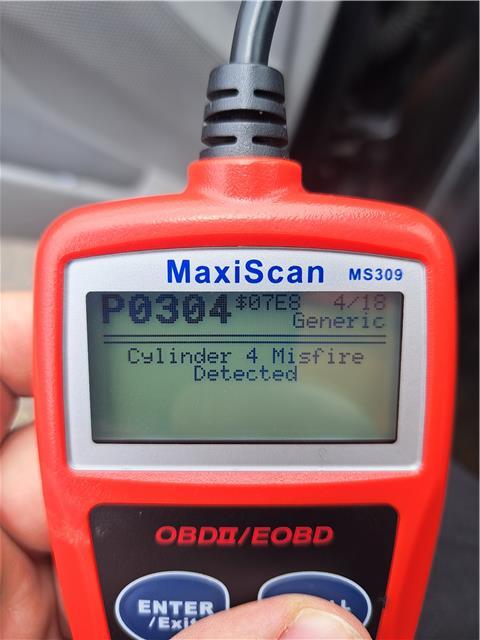 MaxiScan MS309
P0304 $07E8 4/18
Generic
Cylinder 4 Misfire
Detected
OBDII/EOBD
ENTER
/Exit